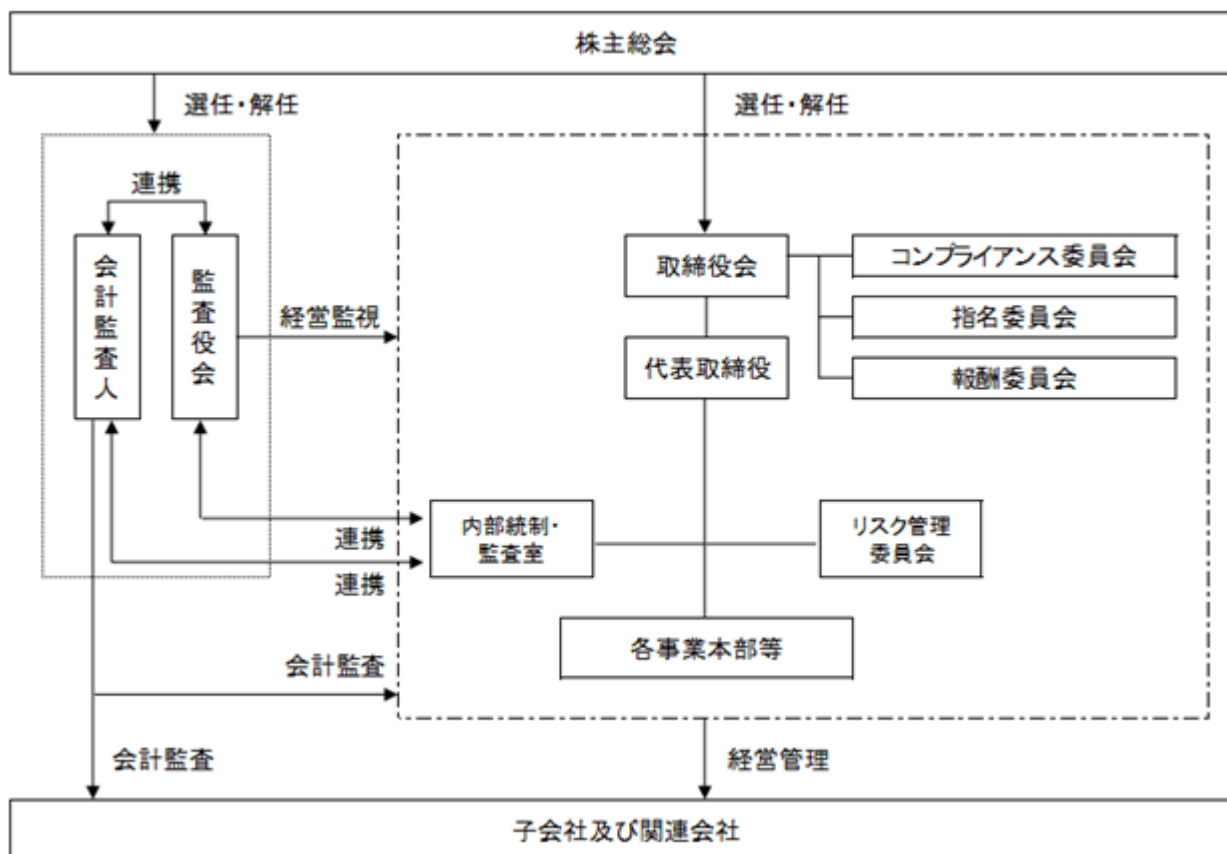 株主総会
選任・解任
選任・解任
連携
会計監査人
監査役会
経営監視
取締役会
コンプライアンス委員会
指名委員会
代表取締役
報酬委員会
内部統制・
監査室
リスク管理
委員会
連携
連携
各事業本部等
会計監査
会計監査
経営管理
子会社及び関連会社